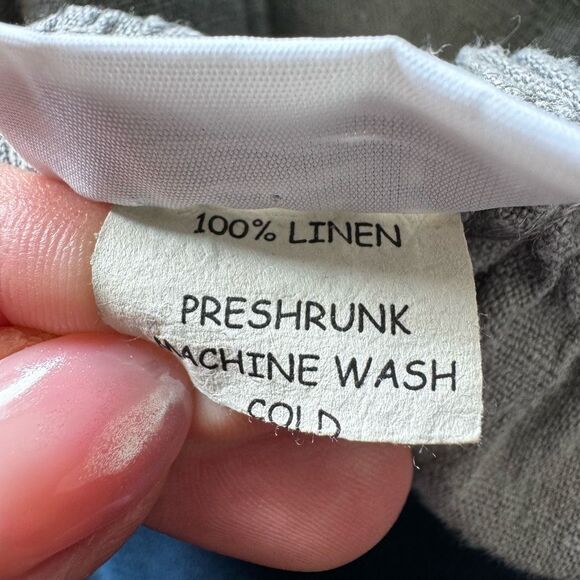 100% LINEN
PRESHRUNK
MACHINE WASH
COLD